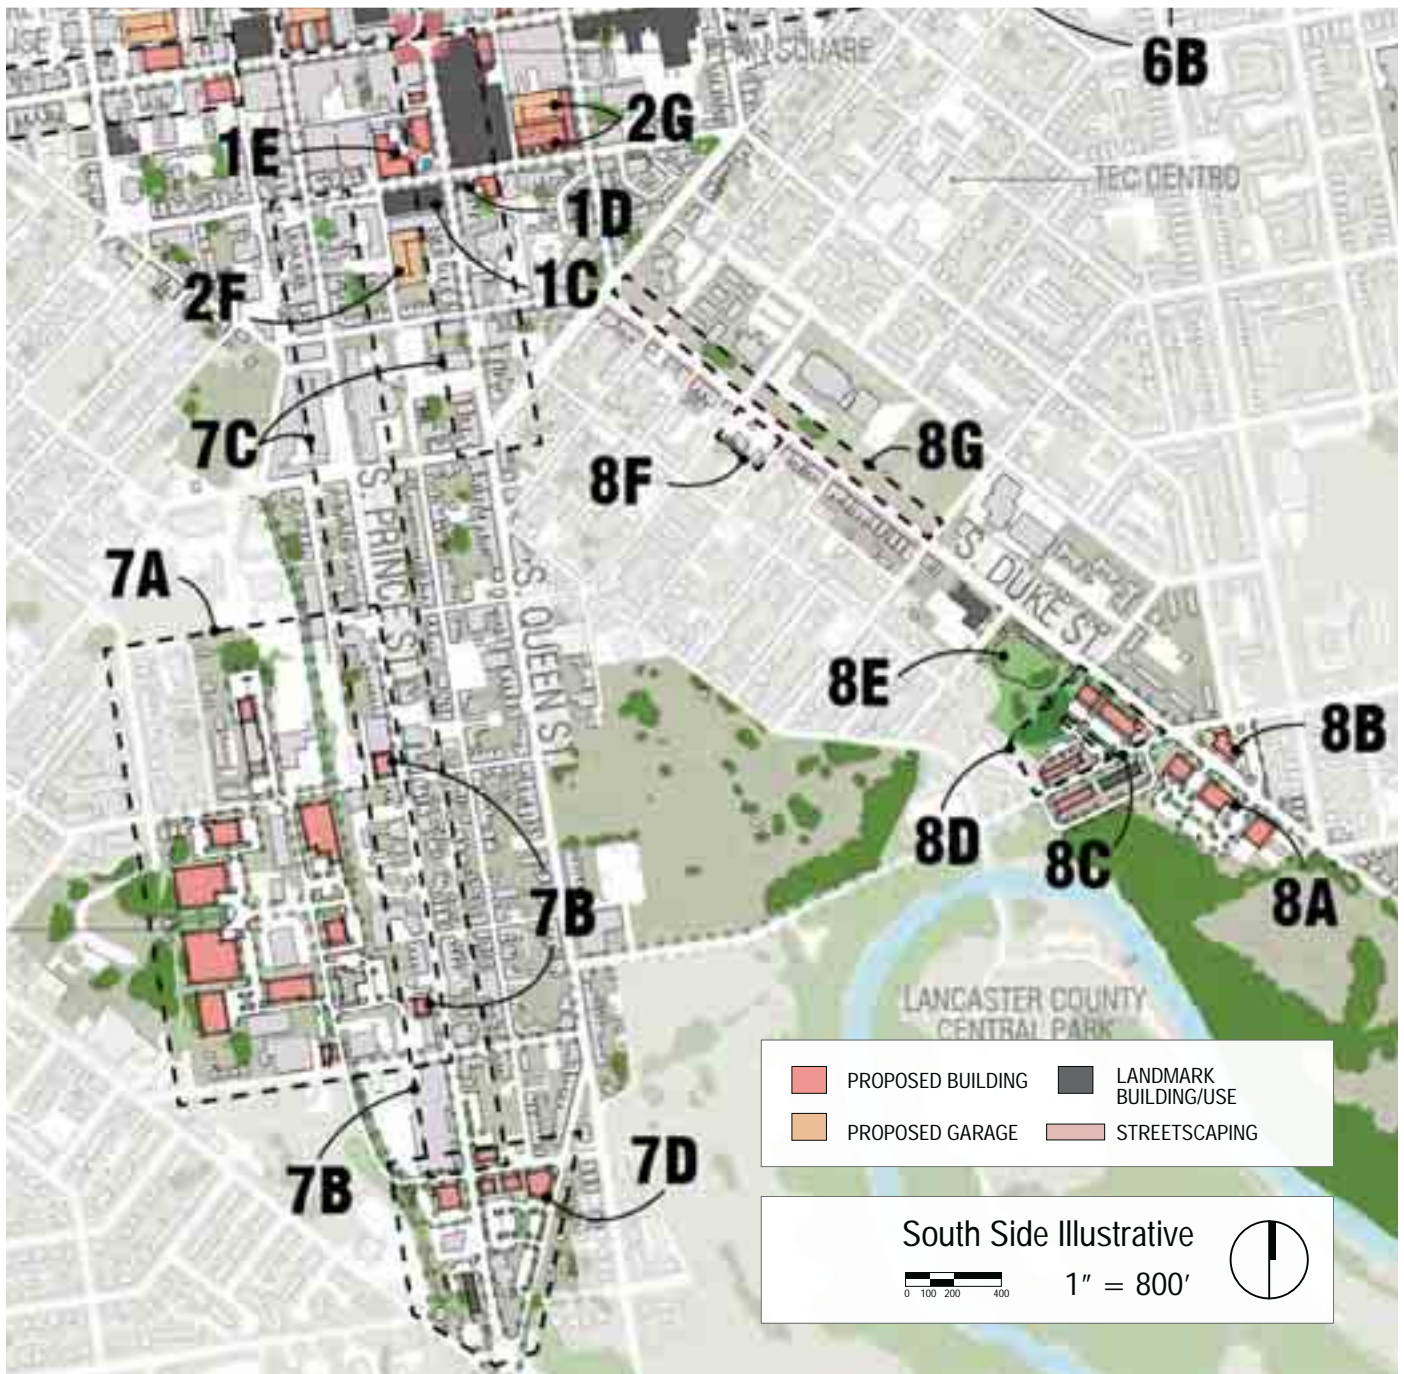 6B
PENN SQUARE
2G
1E
TEC CENTRO
1D
1C
2F
7C
8G
8F
S. PRINCE ST.
S. QUEEN ST.
S. DUKE ST.
7A
8E
8B
8D
8C
8A
7B
LANCASTER COUNTY
CENTRAL PARK
PROPOSED BUILDING
LANDMARK
BUILDING/USE
PROPOSED GARAGE
STREETSCAPING
7D
7B
South Side Illustrative
0 100 200 400
1" = 800'